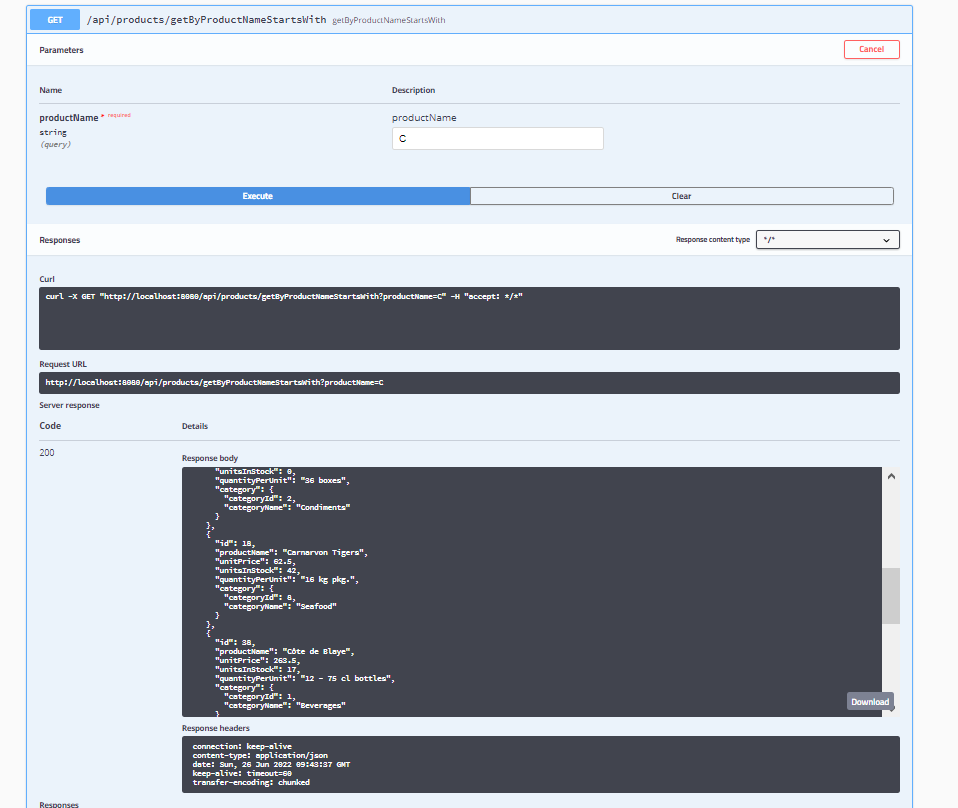 GET /api/products/getByProductNameStartsWith getByProductNameStartsWith
Parameters
Cancel
Name Description
productName * required productName
string
(query)
C
Execute Clear
Responses Response content type */*
Curl
curl -X GET "http://localhost:8080/api/products/getByProductNameStartsWith?productName=C" -H "accept: */*"
Request URL
http://localhost:8080/api/products/getByProductNameStartsWith?productName=C
Server response
Code Details
200
Response body
"unitsInStock": 0,
"quantityPerUnit": "36 boxes",
"category": {
"categoryId": 2,
"categoryName": "Condiments"
}
},
{
"id": 18,
"productName": "Carnarvon Tigers",
"unitPrice": 62.5,
"unitsInStock": 42,
"quantityPerUnit": "16 kg pkg.",
"category": {
"categoryId": 8,
"categoryName": "Seafood"
}
},
{
"id": 38,
"productName": "Côte de Blaye",
"unitPrice": 263.5,
"unitsInStock": 17,
"quantityPerUnit": "12 - 75 cl bottles",
"category": {
"categoryId": 1,
"categoryName": "Beverages"
}
Download
Response headers
connection: keep-alive
content-type: application/json
date: Sun, 26 Jun 2022 09:43:37 GMT
keep-alive: timeout=60
transfer-encoding: chunked
Responses